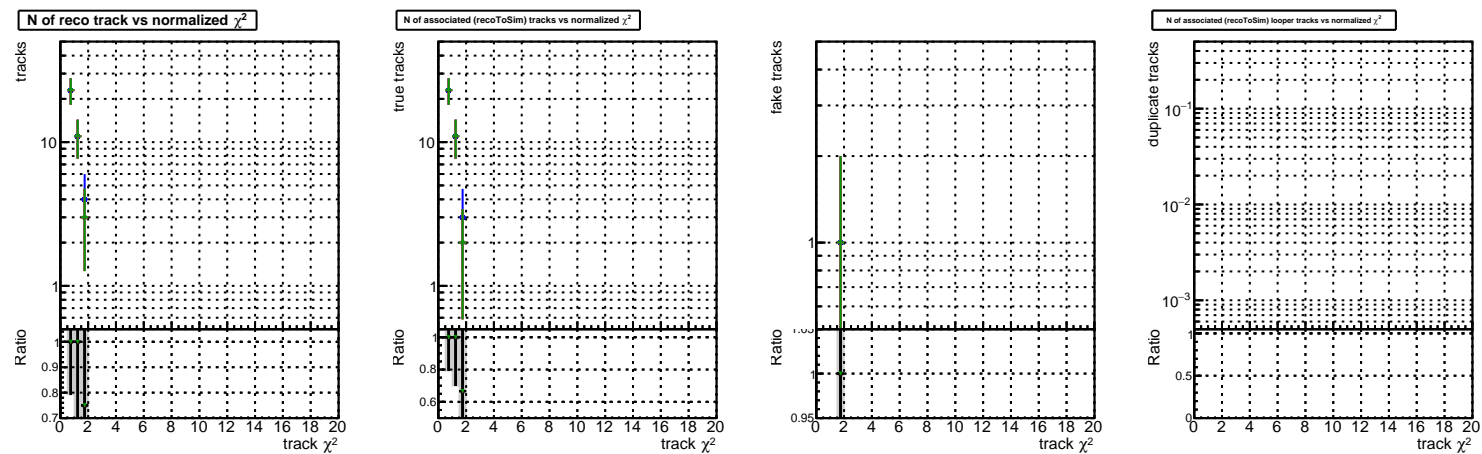 N of reco track vs normalized χ²
tracks
10
1
Ratio
1
0.9
0.8
0.7
0 2 4 6 8 10 12 14 16 18 20
track χ²
N of associated (recoToSim) tracks vs normalized χ²
true tracks
10
1
Ratio
1
0.8
0.6
0 2 4 6 8 10 12 14 16 18 20
track χ²
fake tracks
1
Ratio
1.05
1
0.95
0 2 4 6 8 10 12 14 16 18 20
track χ²
N of associated (recoToSim) looper tracks vs normalized χ²
duplicate tracks
10⁻¹
10⁻²
10⁻³
Ratio
1
0.5
0
0 2 4 6 8 10 12 14 16 18 20
track χ²